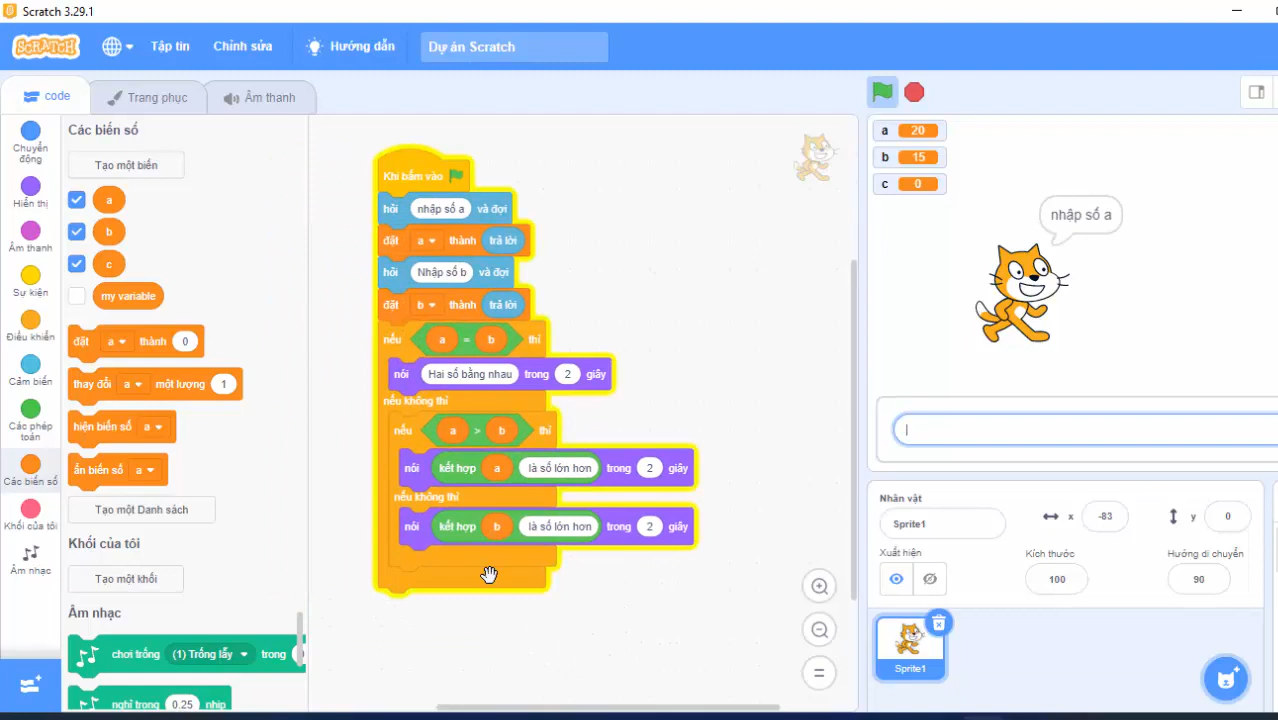 Scratch 3.29.1
SCRATCH
Tập tin
Chỉnh sửa
Hướng dẫn
Dự án Scratch
code
Trang phục
Âm thanh
Chuyển động
Hiển thị
Âm thanh
Sự kiện
Điều khiển
Cảm biến
Các phép toán
Các biến số
Khối của tôi
Âm nhạc
Các biến số
Tạo một biến
a
b
c
my variable
đặt a thành 0
thay đổi a một lượng 1
hiện biến số a
ẩn biến số a
Tạo một Danh sách
Khối của tôi
Tạo một khối
Âm nhạc
chơi trống (1) Trống lẫy trong
nghỉ trong 0.25 nhịp
Khi bấm vào
hỏi nhập số a và đợi
đặt a thành trả lời
hỏi Nhập số b và đợi
đặt b thành trả lời
nếu a = b thì
nói Hai số bằng nhau trong 2 giây
nếu không thì
nếu a > b thì
nói kết hợp a là số lớn hơn trong 2 giây
nếu không thì
nói kết hợp b là số lớn hơn trong 2 giây
a 20
b 15
c 0
nhập số a
Nhân vật
Sprite1
x -83
y 0
Xuất hiện
Kích thước
100
Hướng di chuyển
90
Sprite1